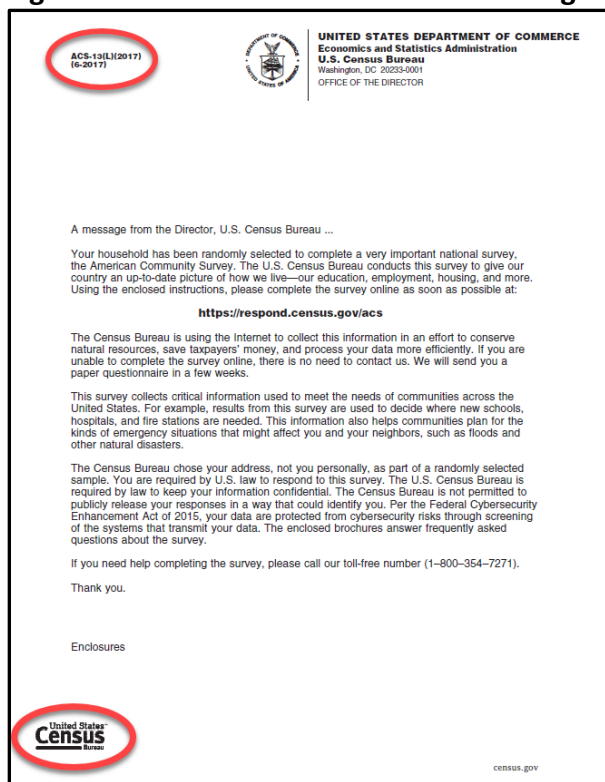 ACS-13(L)(2017)
(6-2017)
UNITED STATES DEPARTMENT OF COMMERCE
Economics and Statistics Administration
U.S. Census Bureau
Washington, DC 20233-0001
OFFICE OF THE DIRECTOR
A message from the Director, U.S. Census Bureau ...
Your household has been randomly selected to complete a very important national survey,
the American Community Survey. The U.S. Census Bureau conducts this survey to give our
country an up-to-date picture of how we live—our education, employment, housing, and more.
Using the enclosed instructions, please complete the survey online as soon as possible at:
https://respond.census.gov/acs
The Census Bureau is using the Internet to collect this information in an effort to conserve
natural resources, save taxpayers' money, and process your data more efficiently. If you are
unable to complete the survey online, there is no need to contact us. We will send you a
paper questionnaire in a few weeks.
This survey collects critical information used to meet the needs of communities across the
United States. For example, results from this survey are used to decide where new schools,
hospitals, and fire stations are needed. This information also helps communities plan for the
kinds of emergency situations that might affect you and your neighbors, such as floods and
other natural disasters.
The Census Bureau chose your address, not you personally, as part of a randomly selected
sample. You are required by U.S. law to respond to this survey. The U.S. Census Bureau is
required by law to keep your information confidential. The Census Bureau is not permitted to
publicly release your responses in a way that could identify you. Per the Federal Cybersecurity
Enhancement Act of 2015, your data are protected from cybersecurity risks through screening
of the systems that transmit your data. The enclosed brochures answer frequently asked
questions about the survey.
If you need help completing the survey, please call our toll-free number (1–800–354–7271).
Thank you.
Enclosures
United States™
Census
Bureau
census.gov